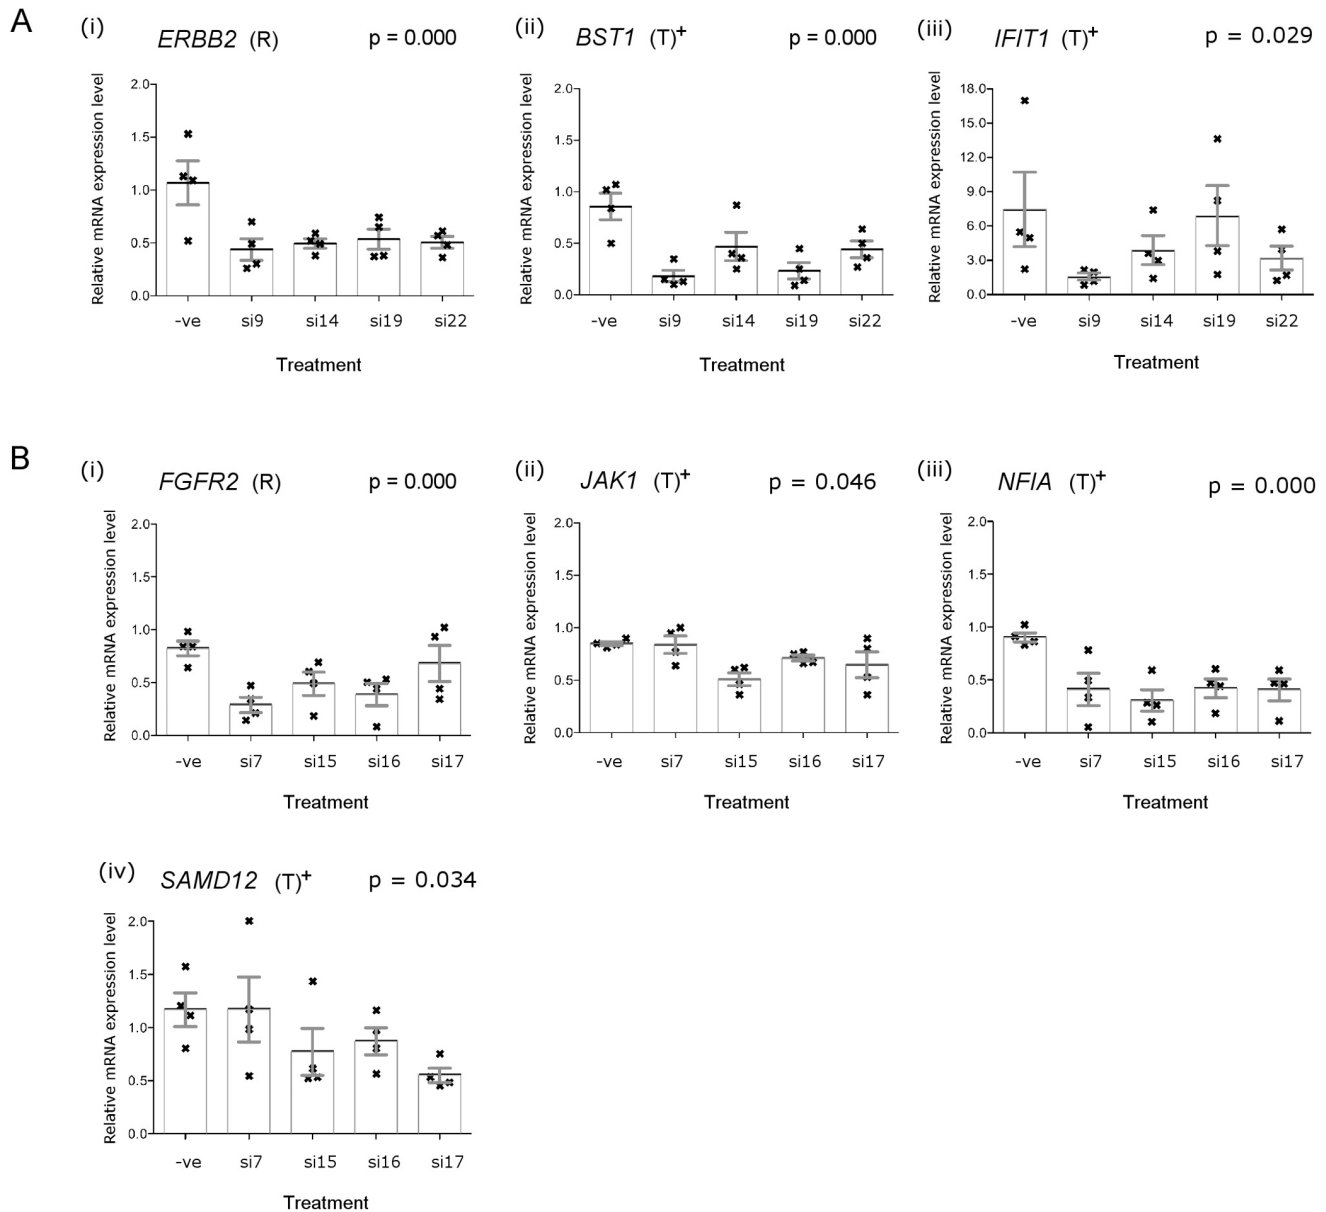 A
(i) ERBB2 (R) p = 0.000
Relative mRNA expression level
2.0
1.5
1.0
0.5
0.0
-ve si9 si14 si19 si22
Treatment
(ii) BST1 (T)+ p = 0.000
Relative mRNA expression level
2.0
1.5
1.0
0.5
0.0
-ve si9 si14 si19 si22
Treatment
(iii) IFIT1 (T)+ p = 0.029
Relative mRNA expression level
18.0
15.0
12.0
9.0
6.0
3.0
0.0
-ve si9 si14 si19 si22
Treatment
B
(i) FGFR2 (R) p = 0.000
Relative mRNA expression level
2.0
1.5
1.0
0.5
0.0
-ve si7 si15 si16 si17
Treatment
(ii) JAK1 (T)+ p = 0.046
Relative mRNA expression level
2.0
1.5
1.0
0.5
0.0
-ve si7 si15 si16 si17
Treatment
(iii) NFIA (T)+ p = 0.000
Relative mRNA expression level
2.0
1.5
1.0
0.5
0.0
-ve si7 si15 si16 si17
Treatment
(iv) SAMD12 (T)+ p = 0.034
Relative mRNA expression level
2.0
1.5
1.0
0.5
0.0
-ve si7 si15 si16 si17
Treatment